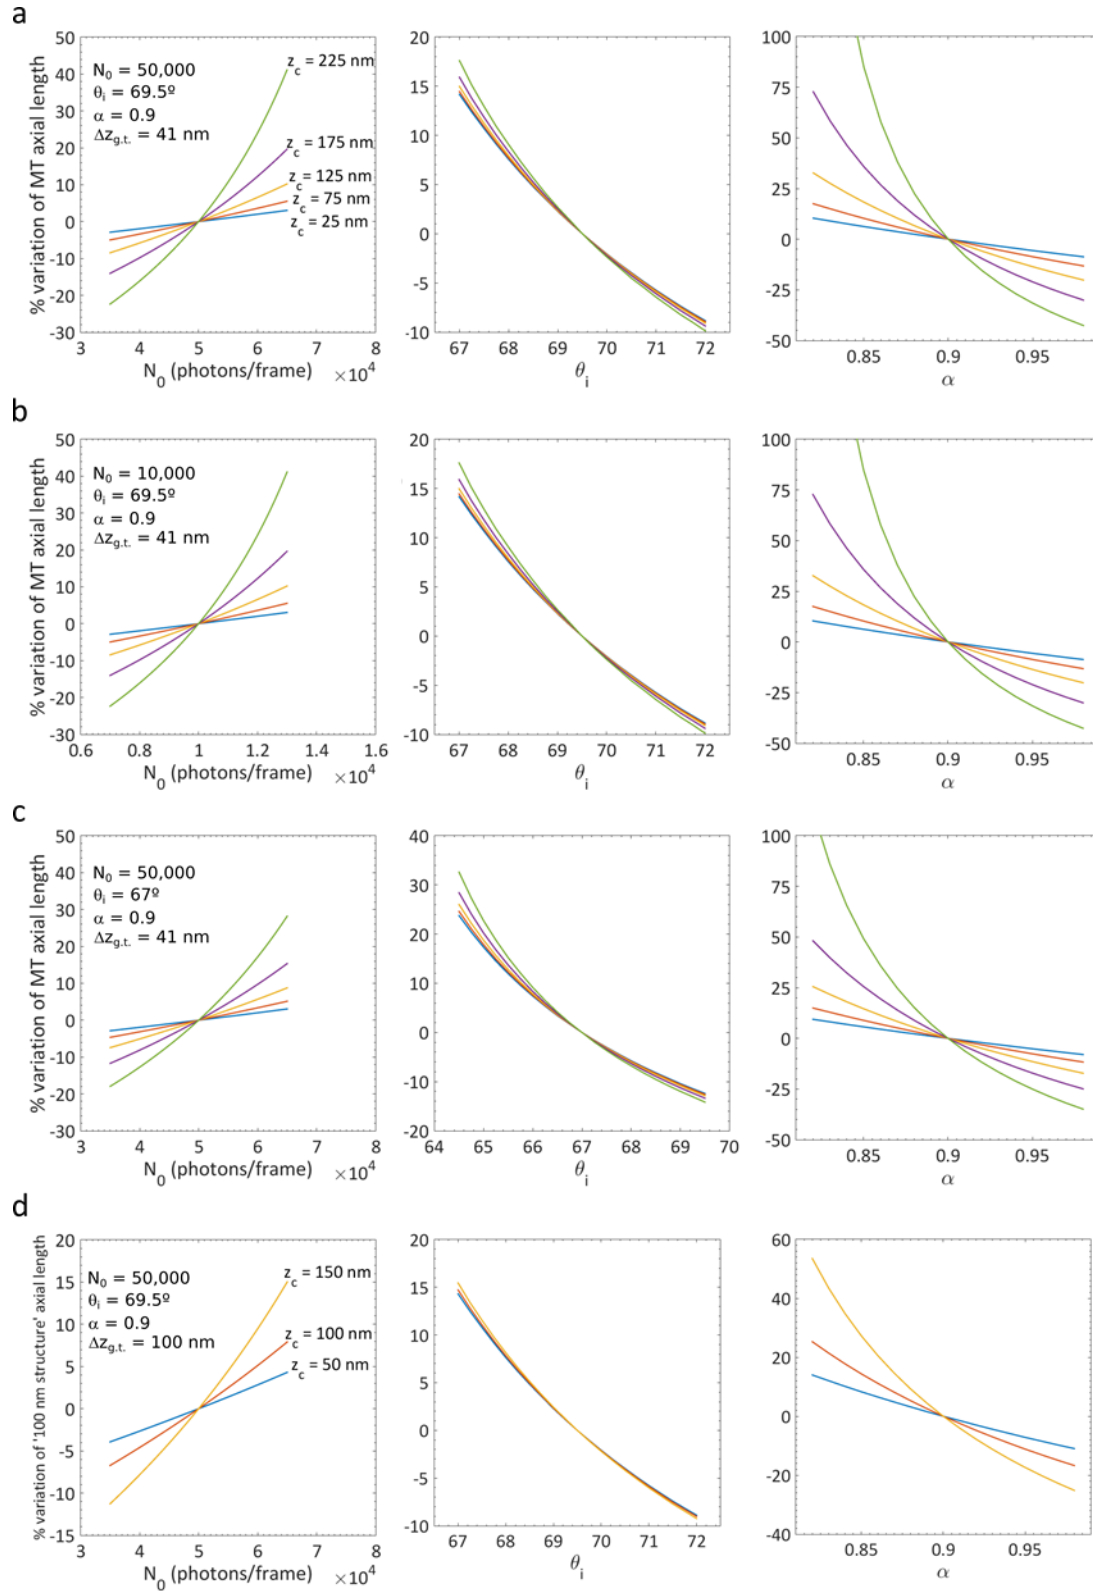 a
% variation of MT axial length
50
40
30
20
10
0
-10
-20
-30
N0 = 50,000
θi = 69.5º
α = 0.9
Δzg.t. = 41 nm
zc = 225 nm
zc = 175 nm
zc = 125 nm
zc = 75 nm
zc = 25 nm
3 4 5 6 7 8
N0 (photons/frame) ×10^4
20
15
10
5
0
-5
-10
67 68 69 70 71 72
θi
100
75
50
25
0
-25
-50
0.85 0.9 0.95
α
b
% variation of MT axial length
50
40
30
20
10
0
-10
-20
-30
N0 = 10,000
θi = 69.5º
α = 0.9
Δzg.t. = 41 nm
0.6 0.8 1 1.2 1.4 1.6
N0 (photons/frame) ×10^4
20
15
10
5
0
-5
-10
67 68 69 70 71 72
θi
100
75
50
25
0
-25
-50
0.85 0.9 0.95
α
c
% variation of MT axial length
50
40
30
20
10
0
-10
-20
-30
N0 = 50,000
θi = 67º
α = 0.9
Δzg.t. = 41 nm
3 4 5 6 7 8
N0 (photons/frame) ×10^4
40
30
20
10
0
-10
-20
64 65 66 67 68 69 70
θi
100
75
50
25
0
-25
-50
0.85 0.9 0.95
α
d
% variation of '100 nm structure' axial length
20
15
10
5
0
-5
-10
-15
N0 = 50,000
θi = 69.5º
α = 0.9
Δzg.t. = 100 nm
zc = 150 nm
zc = 100 nm
zc = 50 nm
3 4 5 6 7 8
N0 (photons/frame) ×10^4
20
15
10
5
0
-5
-10
67 68 69 70 71 72
θi
60
40
20
0
-20
-40
0.85 0.9 0.95
α